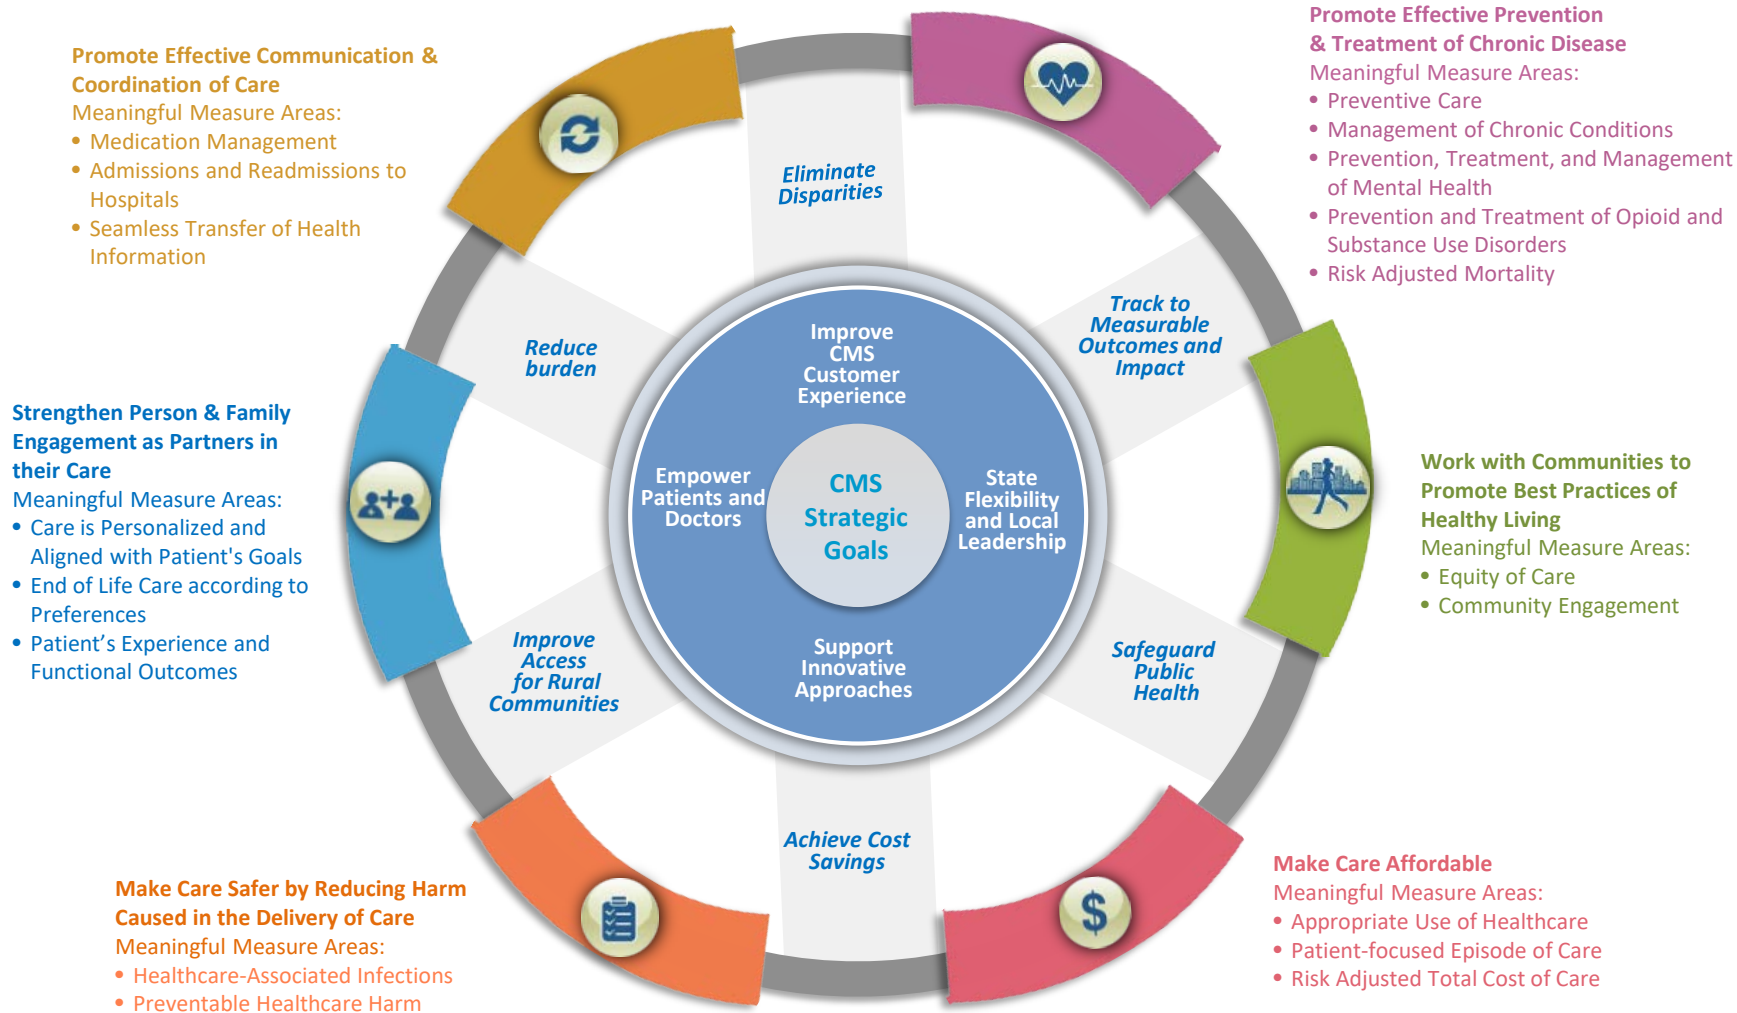 Promote Effective Communication &
Coordination of Care
Meaningful Measure Areas:
• Medication Management
• Admissions and Readmissions to
Hospitals
• Seamless Transfer of Health
Information
Promote Effective Prevention
& Treatment of Chronic Disease
Meaningful Measure Areas:
• Preventive Care
• Management of Chronic Conditions
• Prevention, Treatment, and Management
of Mental Health
• Prevention and Treatment of Opioid and
Substance Use Disorders
• Risk Adjusted Mortality
Eliminate
Disparities
Reduce
burden
Track to
Measurable
Outcomes and
Impact
Improve
CMS
Customer
Experience
Empower
Patients and
Doctors
CMS
Strategic
Goals
State
Flexibility
and Local
Leadership
Support
Innovative
Approaches
Strengthen Person & Family
Engagement as Partners in
their Care
Meaningful Measure Areas:
• Care is Personalized and
Aligned with Patient's Goals
• End of Life Care according to
Preferences
• Patient’s Experience and
Functional Outcomes
Work with Communities to
Promote Best Practices of
Healthy Living
Meaningful Measure Areas:
• Equity of Care
• Community Engagement
Improve
Access
for Rural
Communities
Safeguard
Public
Health
Achieve Cost
Savings
Make Care Safer by Reducing Harm
Caused in the Delivery of Care
Meaningful Measure Areas:
• Healthcare-Associated Infections
• Preventable Healthcare Harm
$
Make Care Affordable
Meaningful Measure Areas:
• Appropriate Use of Healthcare
• Patient-focused Episode of Care
• Risk Adjusted Total Cost of Care